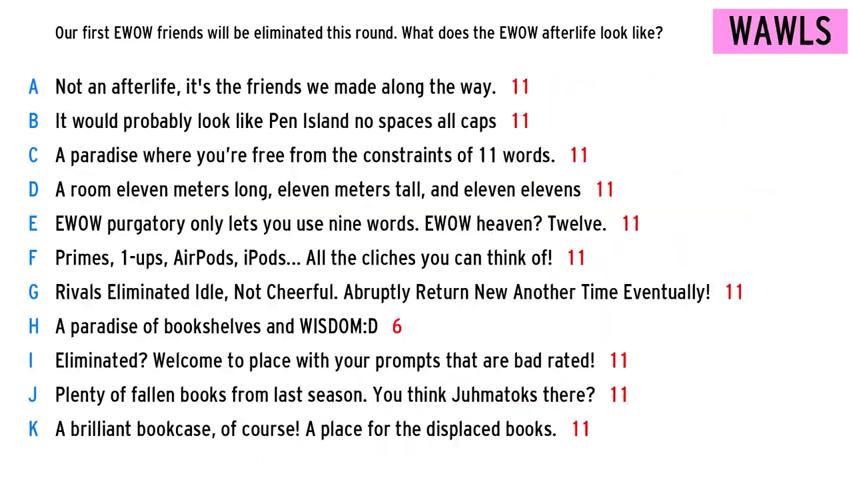 Our first EWOW friends will be eliminated this round. What does the EWOW afterlife look like?
WAWLS
A Not an afterlife, it's the friends we made along the way. 11
B It would probably look like Pen Island no spaces all caps 11
C A paradise where you’re free from the constraints of 11 words. 11
D A room eleven meters long, eleven meters tall, and eleven elevens 11
E EWOW purgatory only lets you use nine words. EWOW heaven? Twelve. 11
F Primes, 1-ups, AirPods, iPods... All the cliches you can think of! 11
G Rivals Eliminated Idle, Not Cheerful. Abruptly Return New Another Time Eventually! 11
H A paradise of bookshelves and WISDOM:D 6
I Eliminated? Welcome to place with your prompts that are bad rated! 11
J Plenty of fallen books from last season. You think Juhmatoks there? 11
K A brilliant bookcase, of course! A place for the displaced books. 11